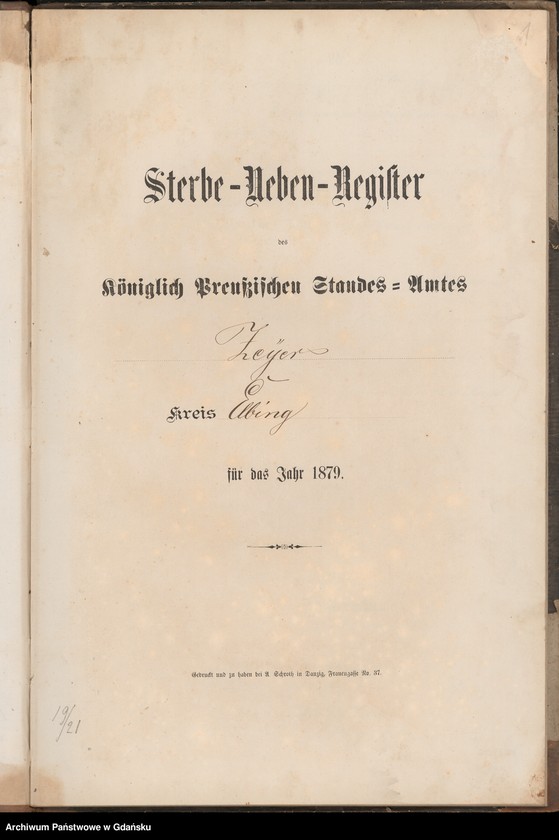 1
Sterbe-Neben-Register
des
Königlich Preußischen Standes-Amtes
Zeÿer
Kreis Elbing
für das Jahr 1879.
Gedruckt und zu haben bei A Schroth in Danzig, Frauengasse No. 37.
19/21
Archiwum Państwowe w Gdańsku